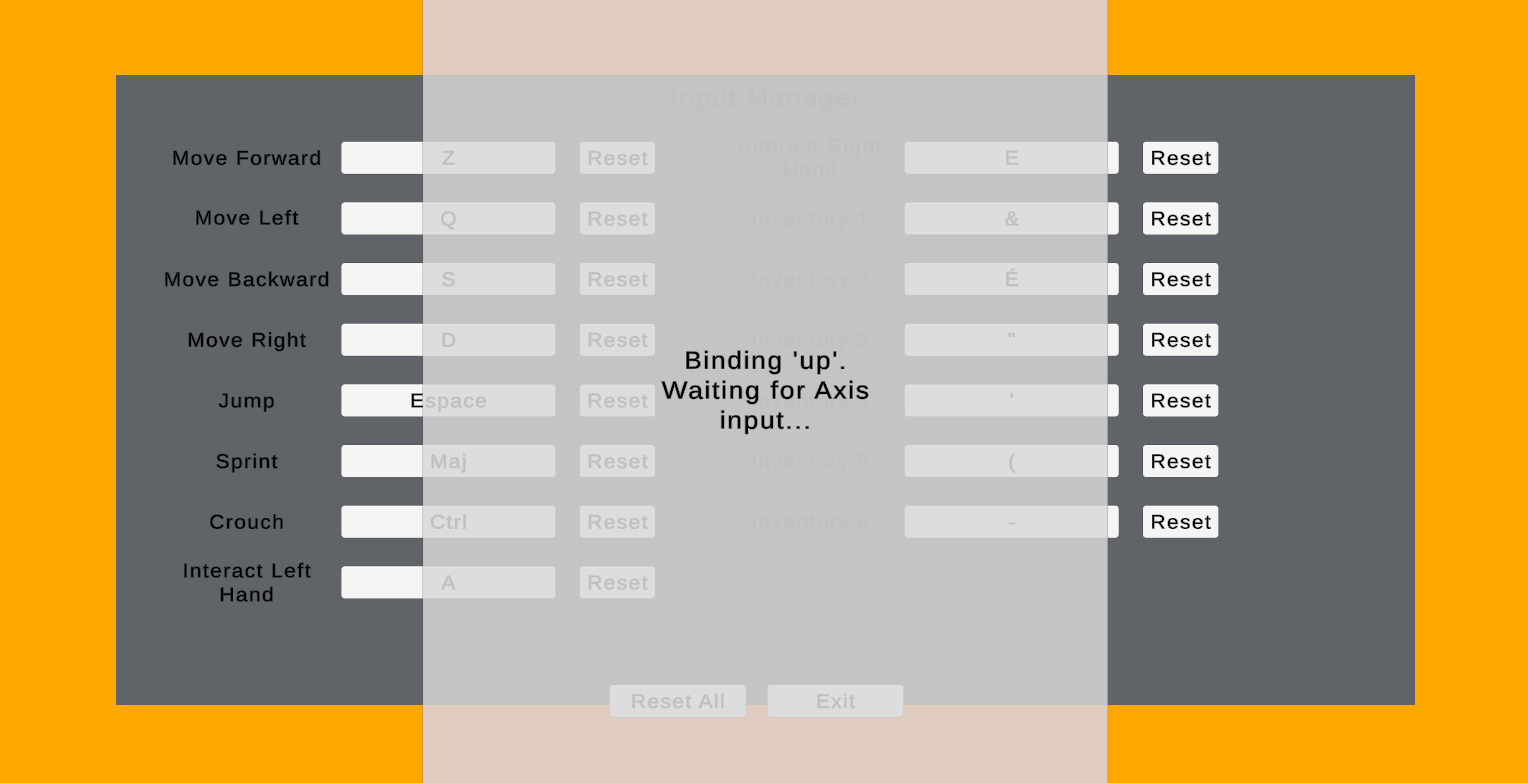 Input Manager
Move Forward Z Reset
Interact Right
Hand
E Reset
Move Left Q Reset Inventory 1 & Reset
Move Backward S Reset Inventory 2 É Reset
Move Right D Reset Inventory 3 " Reset
Binding 'up'.
Waiting for Axis
input...
Jump Espace Reset ' Reset
Sprint Maj Reset Inventory 5 ( Reset
Crouch Ctrl Reset Inventory 6 - Reset
Interact Left
Hand
A Reset
Reset All Exit